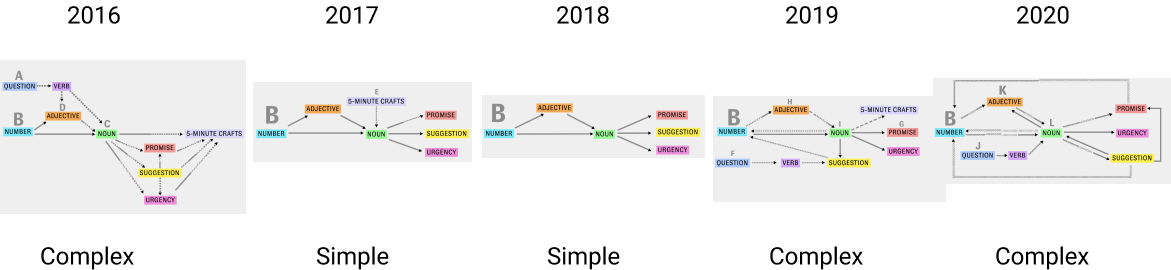 2016 2017 2018 2019 2020
A
QUESTION VERB
D
B ADJECTIVE C
NUMBER NOUN 5-MINUTE CRAFTS
PROMISE
SUGGESTION
URGENCY
E
B ADJECTIVE 5-MINUTE CRAFTS
PROMISE
NUMBER NOUN SUGGESTION
URGENCY
B ADJECTIVE
PROMISE
NUMBER NOUN SUGGESTION
URGENCY
H
B ADJECTIVE 5-MINUTE CRAFTS
I G
NUMBER NOUN PROMISE
URGENCY
F
QUESTION VERB SUGGESTION
K
B ADJECTIVE PROMISE
L
NUMBER NOUN URGENCY
J
QUESTION VERB SUGGESTION
Complex Simple Simple Complex Complex